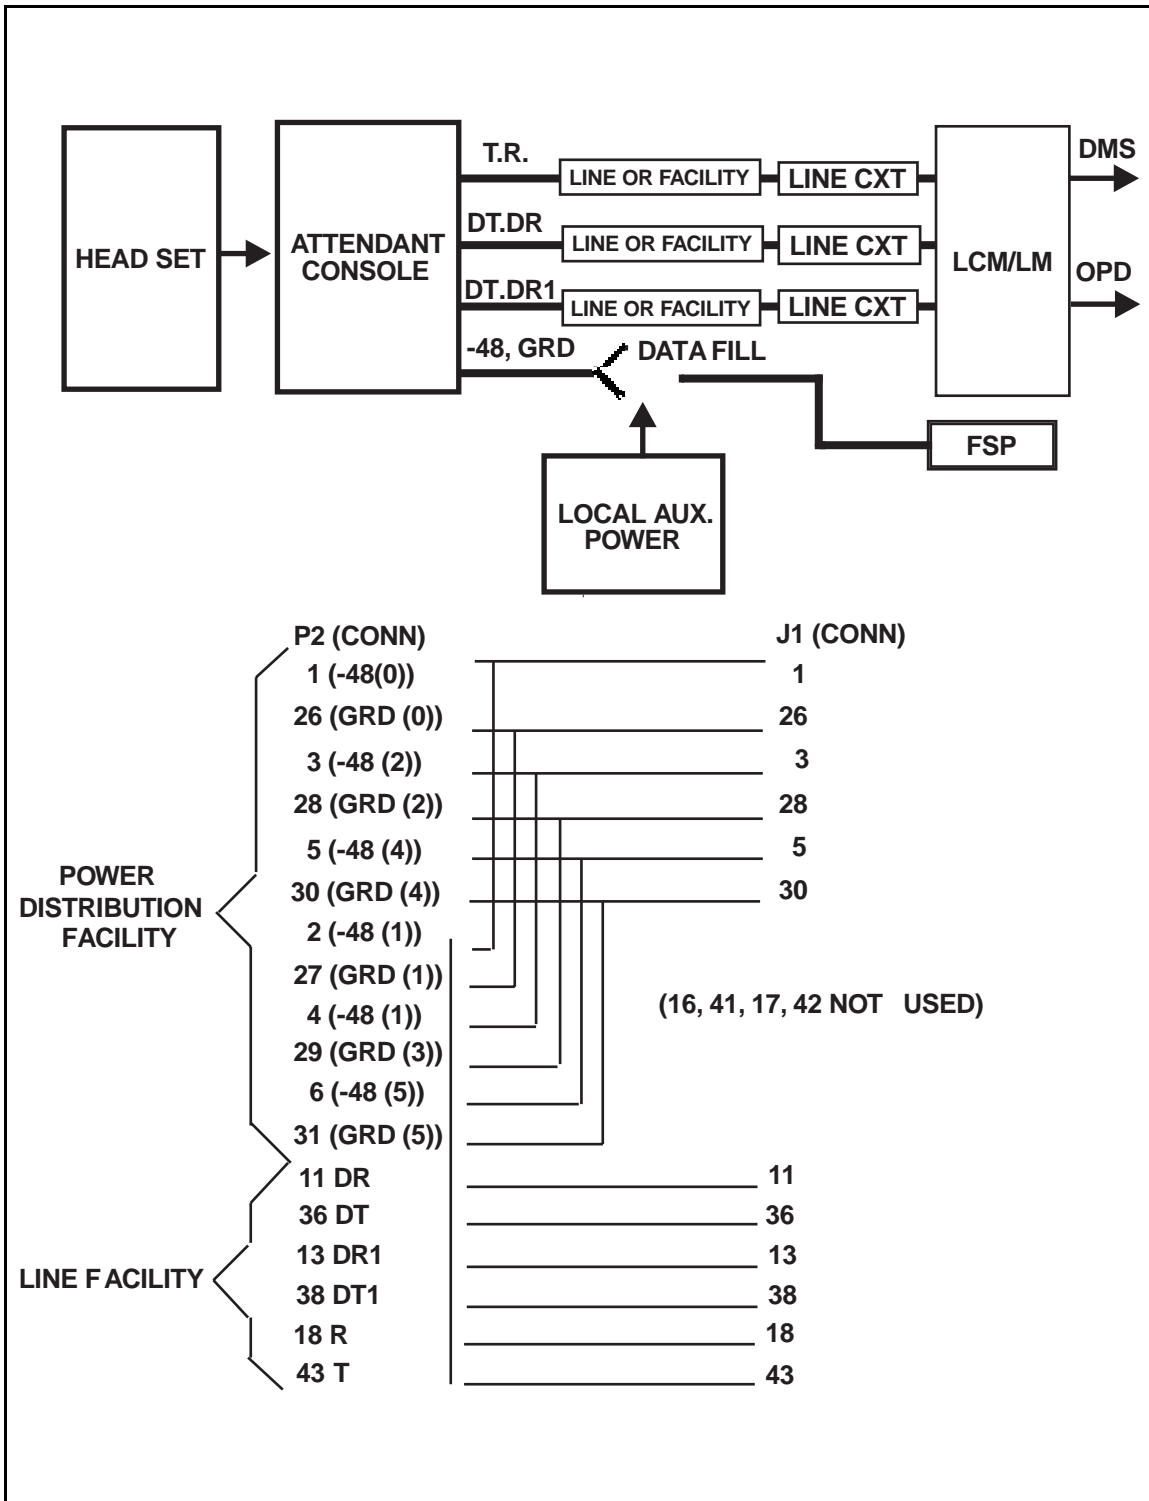 T.R.
DMS
LINE OR FACILITY
LINE CXT
HEAD SET
ATTENDANT
CONSOLE
DT.DR
LINE OR FACILITY
LINE CXT
LCM/LM
OPD
DT.DR1
LINE OR FACILITY
LINE CXT
-48, GRD
DATA FILL
FSP
LOCAL AUX.
POWER
P2 (CONN)
J1 (CONN)
1 (-48(0))
1
26 (GRD (0))
26
3 (-48 (2))
3
28 (GRD (2))
28
5 (-48 (4))
5
30 (GRD (4))
30
POWER
DISTRIBUTION
FACILITY
2 (-48 (1))
27 (GRD (1))
4 (-48 (1))
(16, 41, 17, 42 NOT USED)
29 (GRD (3))
6 (-48 (5))
31 (GRD (5))
11 DR
11
36 DT
36
LINE FACILITY
13 DR1
13
38 DT1
38
18 R
18
43 T
43